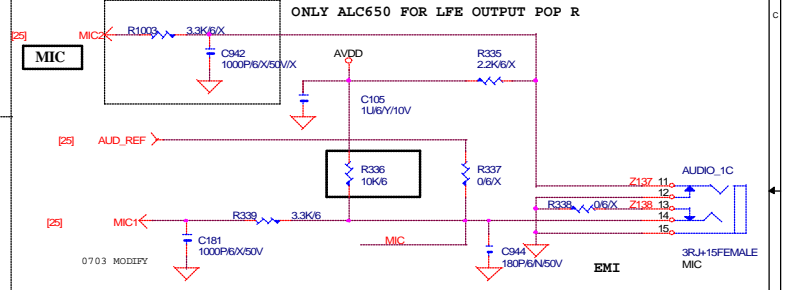 ONLY ALC650 FOR LFE OUTPUT POP R
C
[25] MIC2 R1003 3.3K/6/X
MIC
C942
1000P/6/X/50V/X
AVDD
R335
2.2K/6/X
C105
1U/6/Y/10V
[25] AUD_REF
R336
10K/6
R337
0/6/X
AUDIO_1C
Z137 11
12
R338 0/6/X Z138 13
14
15
[25] MIC1 R339 3.3K/6
C181
1000P/6/X/50V
MIC
C944
180P/6/N/50V
0703 MODIFY
EMI
3RJ+15FEMALE
MIC